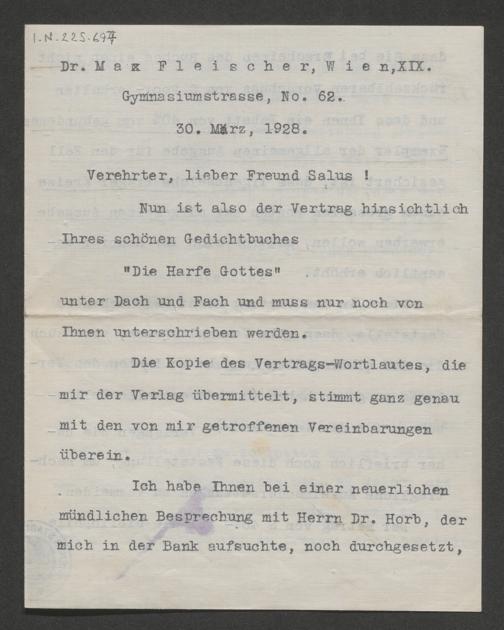 I.N. 225.697
Dr. Max Fleischer, Wien, XIX.
Gymnasiumstrasse, No. 62.
30. März, 1928.
Verehrter, lieber Freund Salus !
Nun ist also der Vertrag hinsichtlich
Ihres schönen Gedichtbuches
"Die Harfe Gottes"
unter Dach und Fach und muss nur noch von
Ihnen unterschrieben werden.
Die Kopie des Vertrags-Wortlautes, die
mir der Verlag übermittelt, stimmt ganz genau
mit den von mir getroffenen Vereinbarungen
überein.
Ich habe Ihnen bei einer neuerlichen
mündlichen Besprechung mit Herrn Dr. Horb, der
mich in der Bank aufsuchte, noch durchgesetzt,